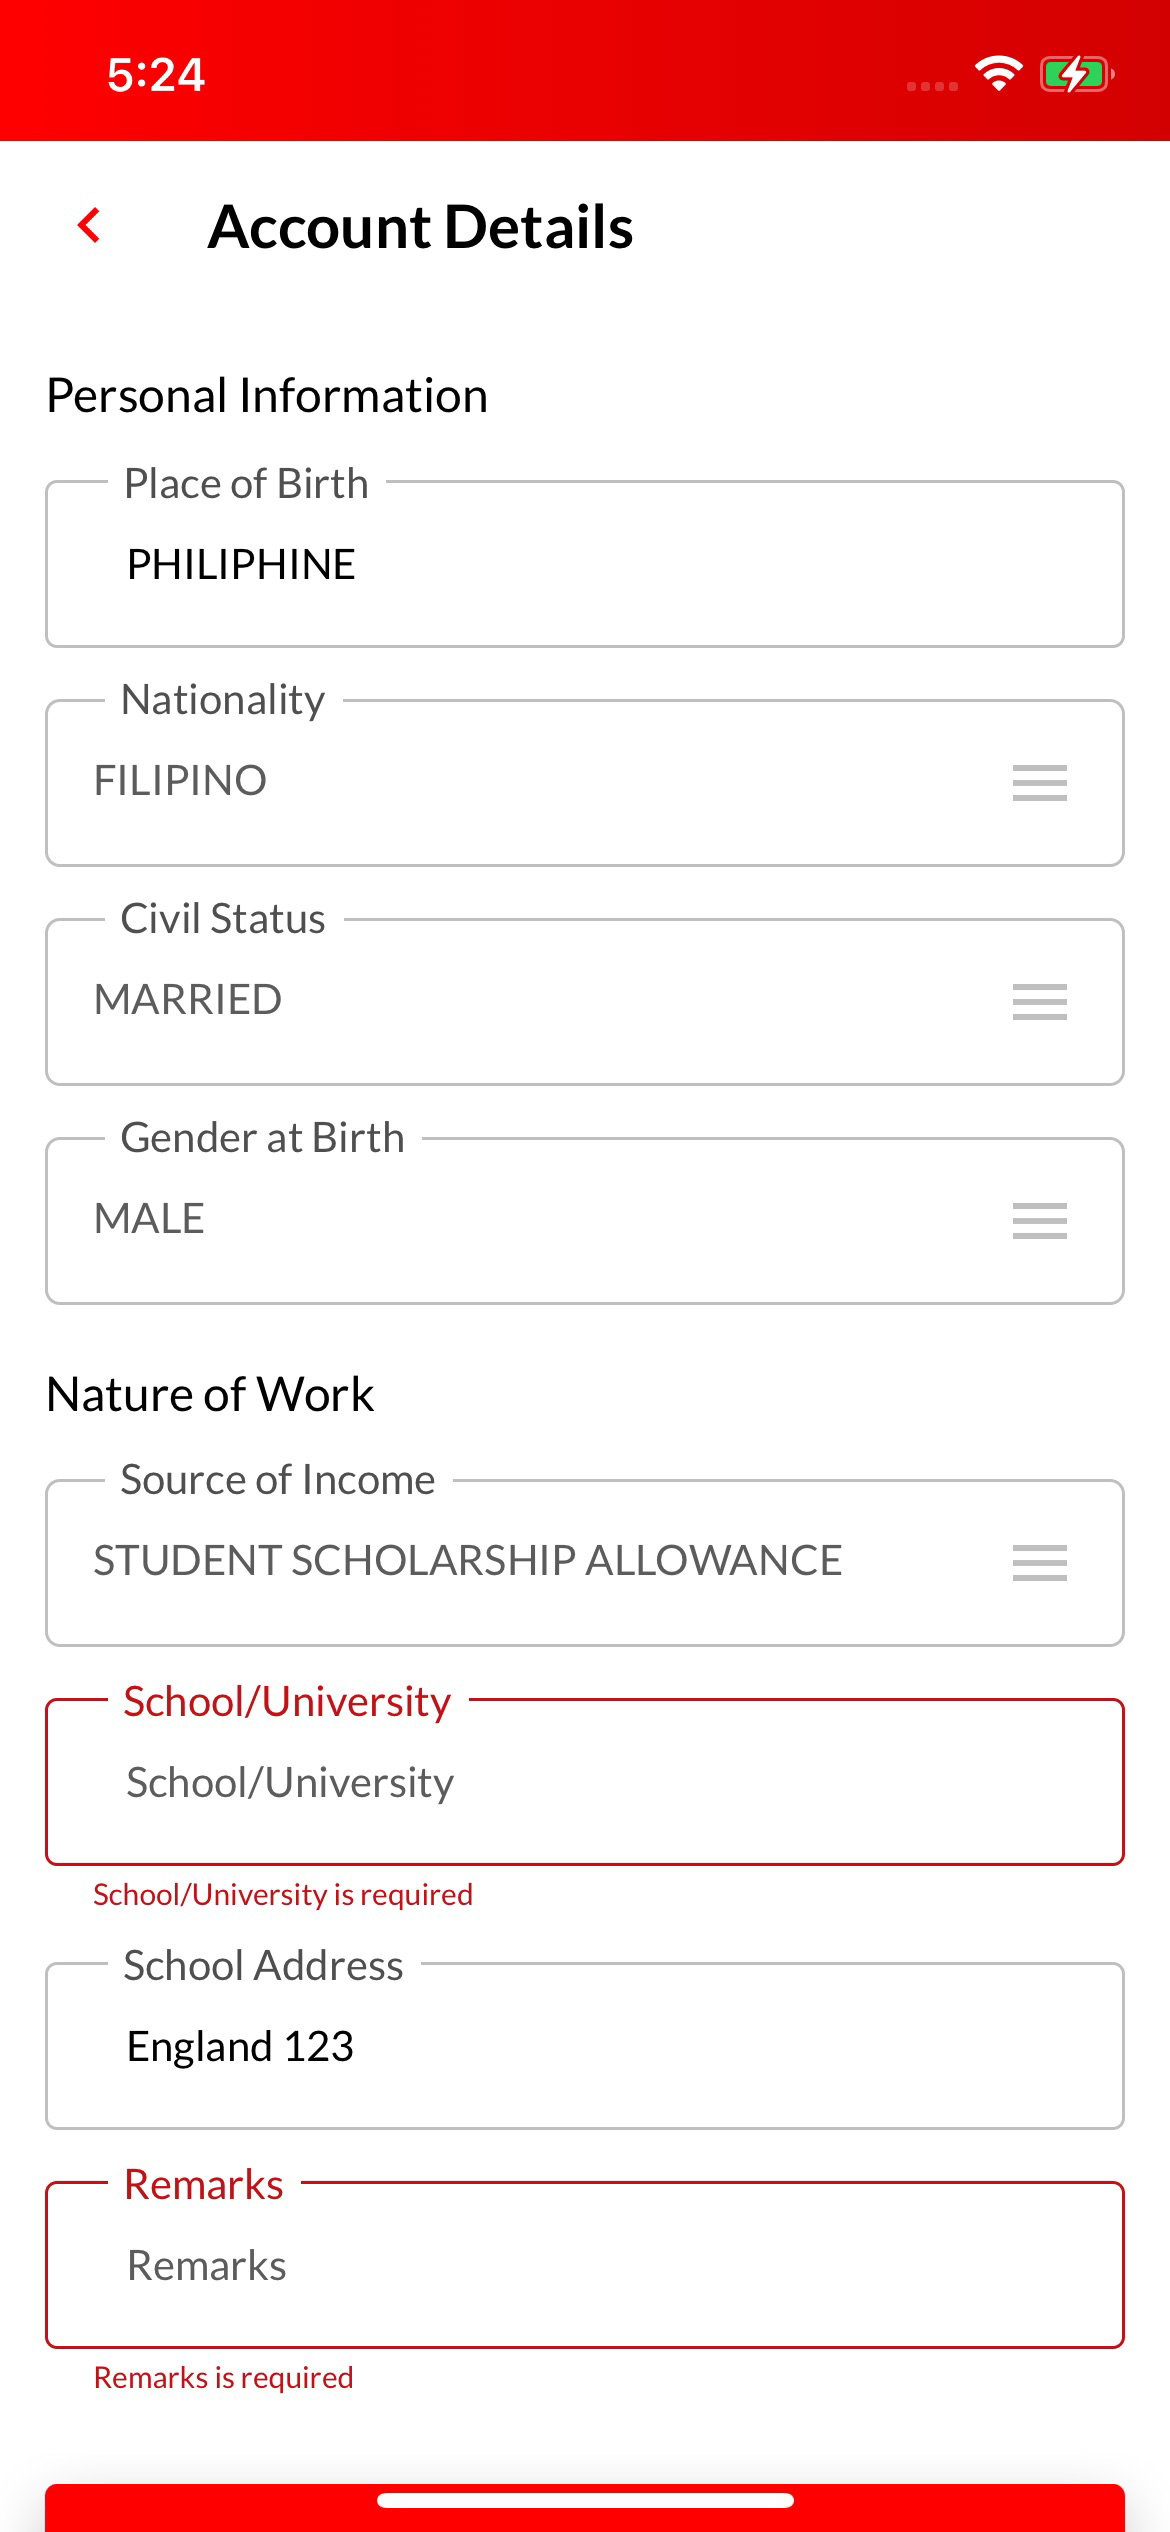 5:24
Account Details
Personal Information
Place of Birth
PHILIPHINE
Nationality
FILIPINO
Civil Status
MARRIED
Gender at Birth
MALE
Nature of Work
Source of Income
STUDENT SCHOLARSHIP ALLOWANCE
School/University
School/University
School/University is required
School Address
England 123
Remarks
Remarks
Remarks is required